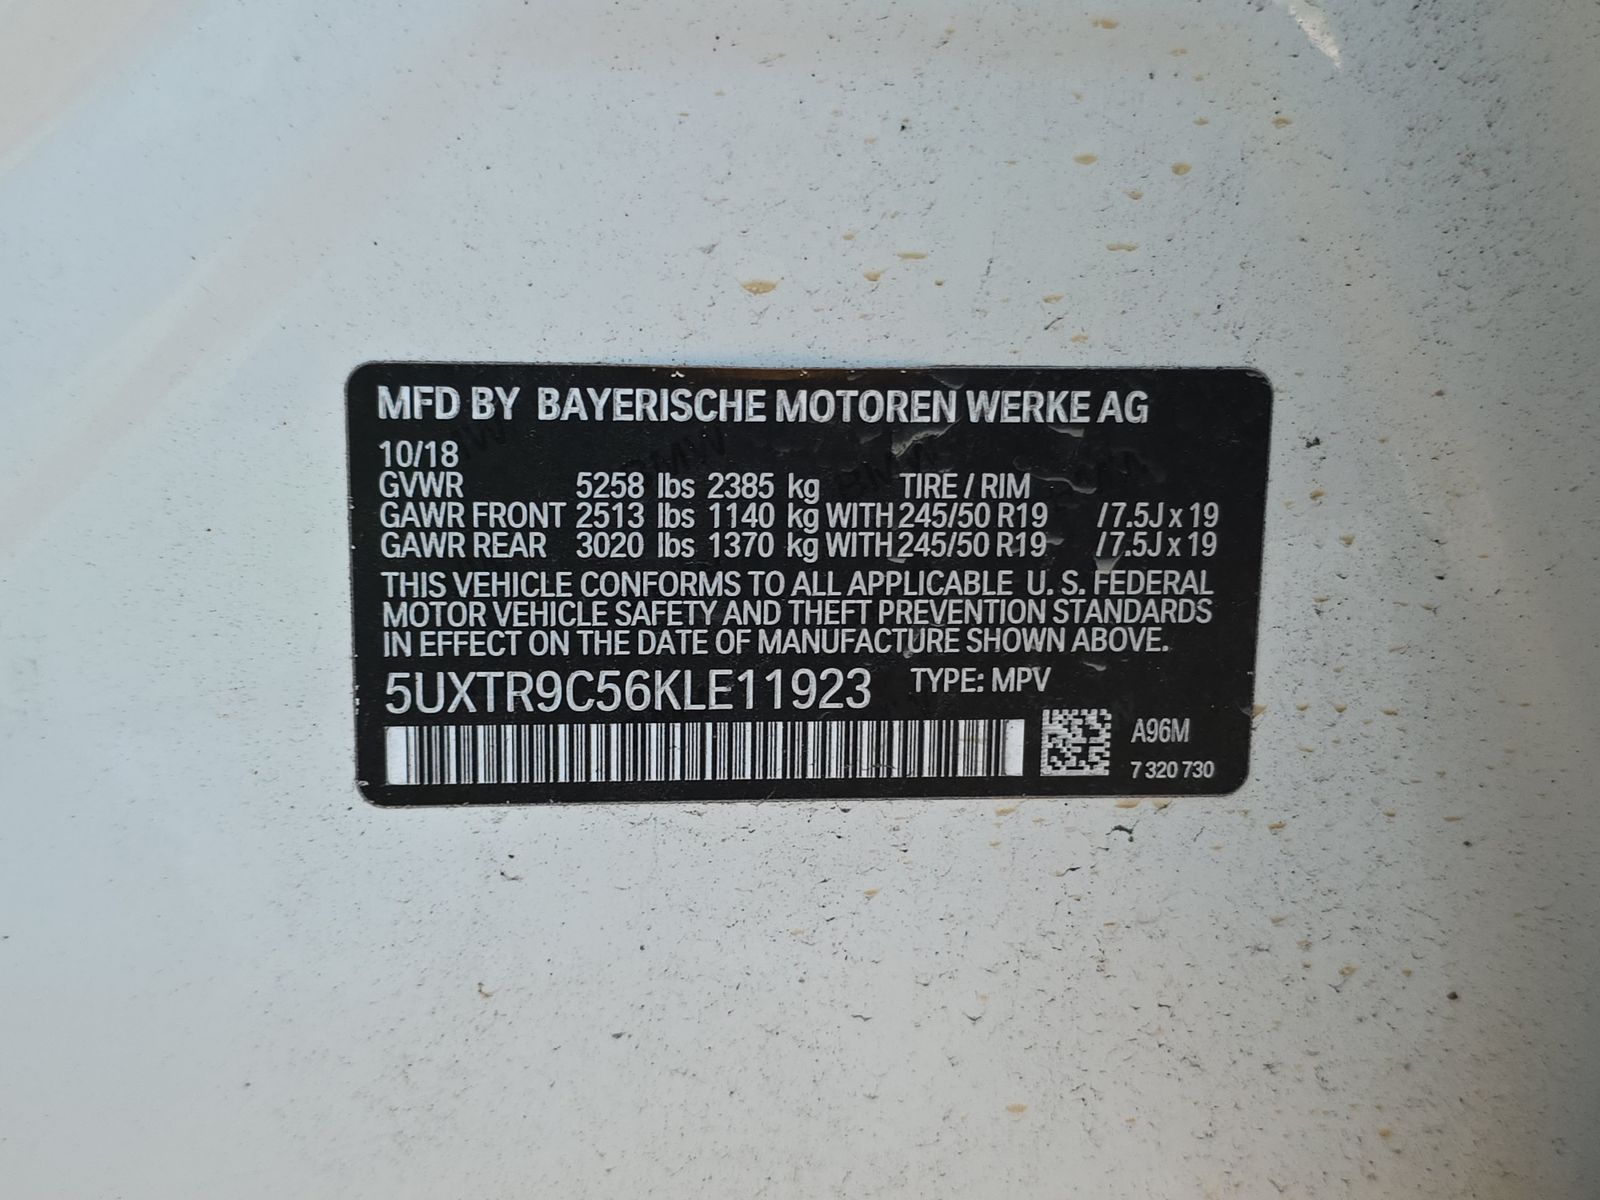 MFD BY BAYERISCHE MOTOREN WERKE AG
10/18
GVWR 5258 lbs 2385 kg TIRE / RIM
GAWR FRONT 2513 lbs 1140 kg WITH 245/50 R19 / 7.5J x 19
GAWR REAR 3020 lbs 1370 kg WITH 245/50 R19 / 7.5J x 19
THIS VEHICLE CONFORMS TO ALL APPLICABLE U. S. FEDERAL
MOTOR VEHICLE SAFETY AND THEFT PREVENTION STANDARDS
IN EFFECT ON THE DATE OF MANUFACTURE SHOWN ABOVE.
5UXTR9C56KLE11923 TYPE: MPV
A96M
7 320 730